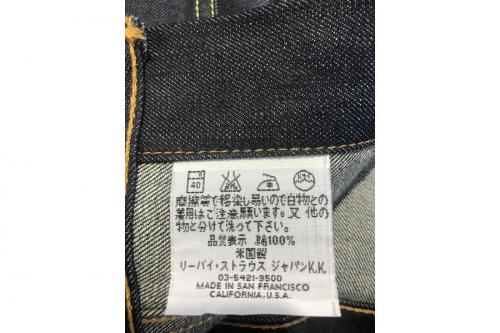 40
摩擦等で移染し易いので白物との
着用はご注意願います。又 他の
物と分けて洗って下さい。
品質表示 綿100%
米国製
リーバイ・ストラウス ジャパンK.K.
03-5421-9500
MADE IN SAN FRANCISCO
CALIFORNIA, U.S.A.